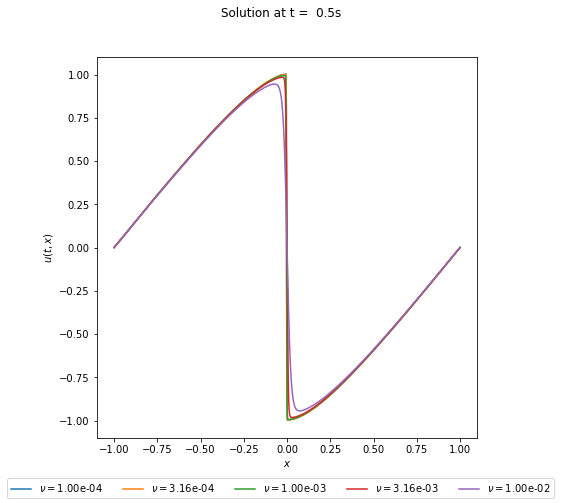 Solution at t =  0.5s
u(t, x)
1.00
0.75
0.50
0.25
0.00
−0.25
−0.50
−0.75
−1.00
−1.00 −0.75 −0.50 −0.25 0.00 0.25 0.50 0.75 1.00
x
ν = 1.00e-04 ν = 3.16e-04 ν = 1.00e-03 ν = 3.16e-03 ν = 1.00e-02